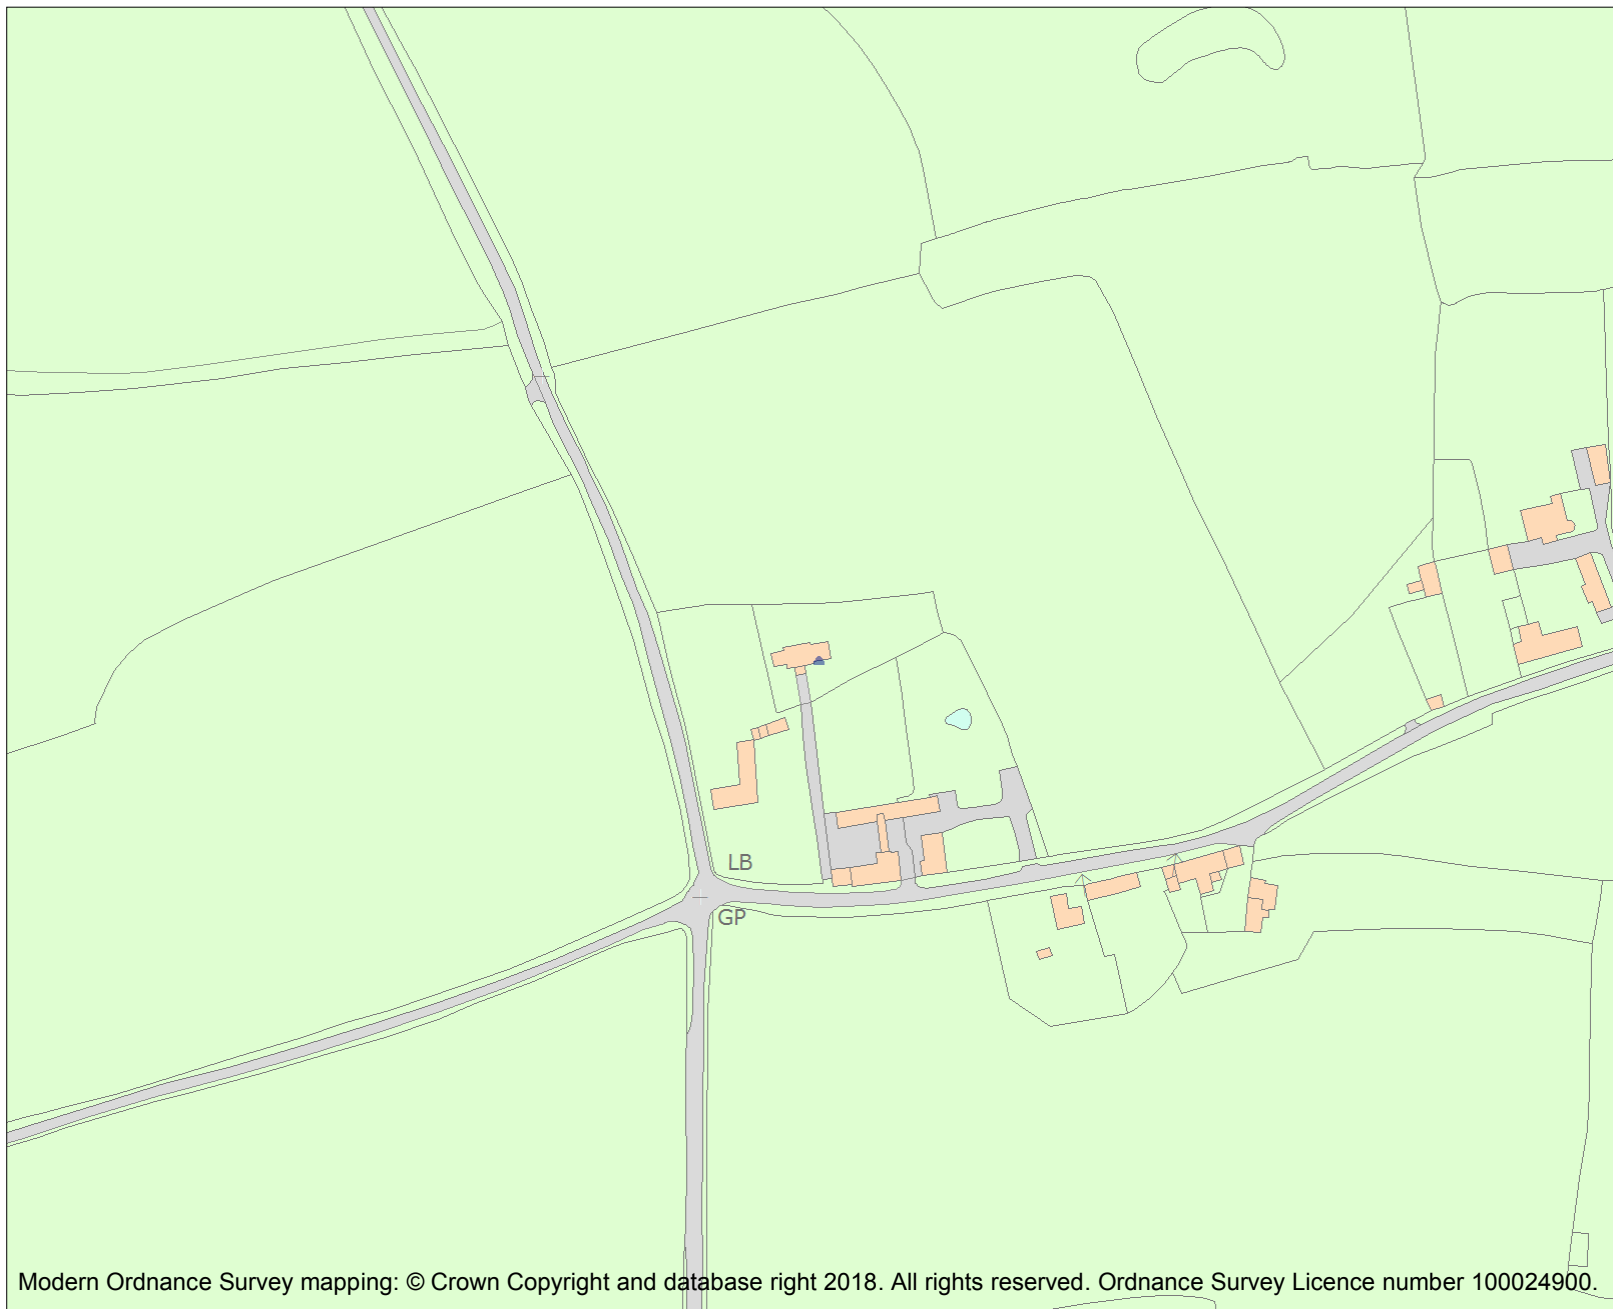 LB
GP
Modern Ordnance Survey mapping: © Crown Copyright and database right 2018. All rights reserved. Ordnance Survey Licence number 100024900.